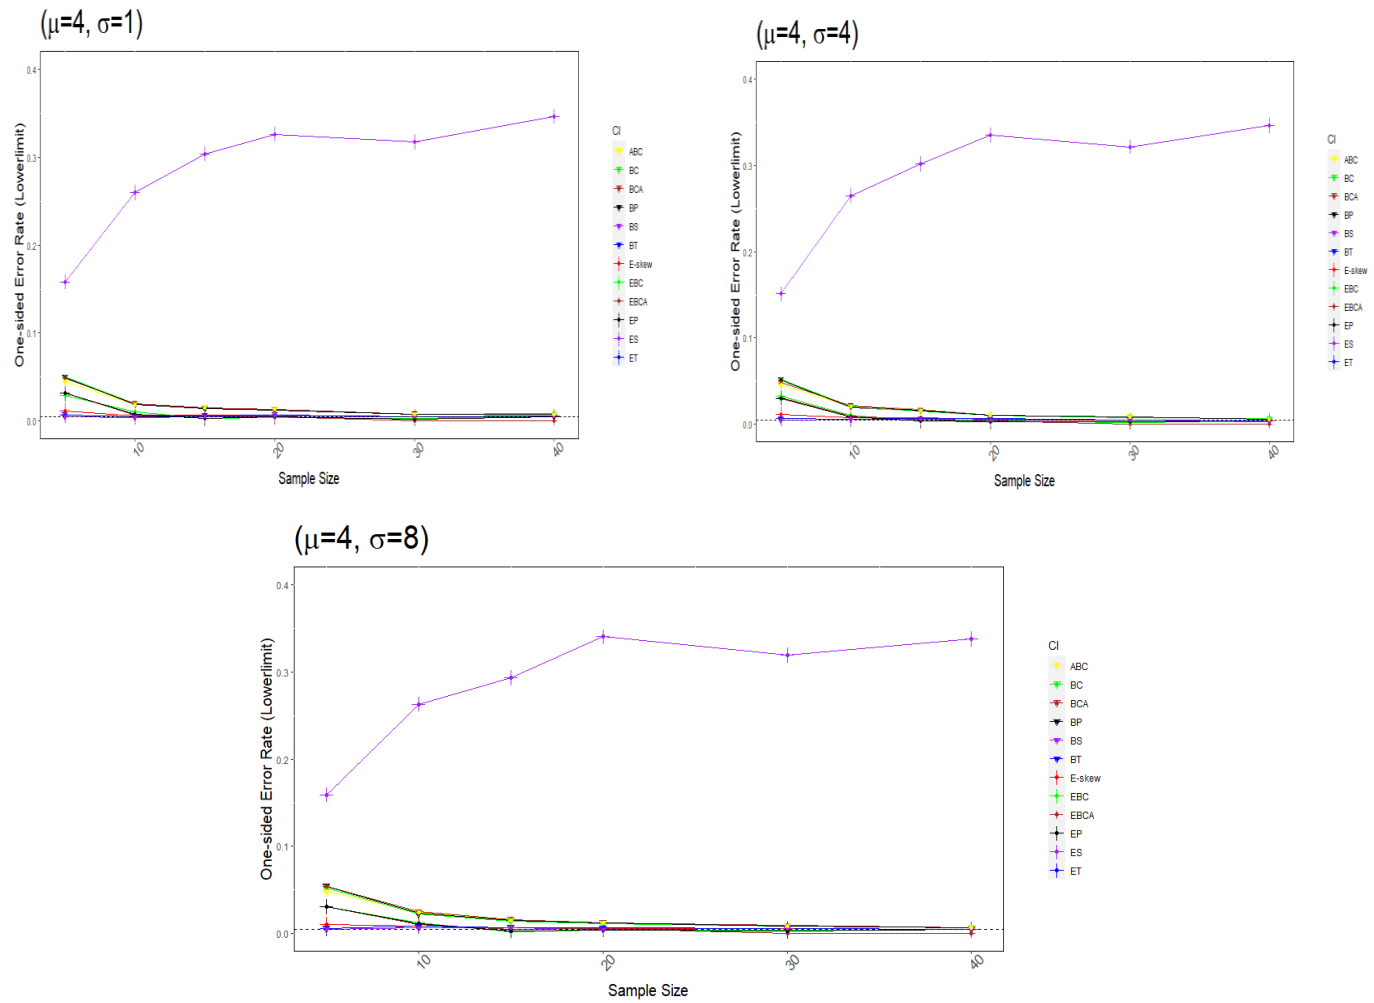 (μ=4, σ=1)
0.4
0.3
0.2
0.1
0.0
One-sided Error Rate (Lowerlimit)
10
20
30
40
Sample Size
CI
ABC
BC
BCA
BP
BS
BT
E-skew
EBC
EBCA
EP
ES
ET
(μ=4, σ=4)
0.4
0.3
0.2
0.1
0.0
One-sided Error Rate (Lowerlimit)
10
20
30
40
Sample Size
CI
ABC
BC
BCA
BP
BS
BT
E-skew
EBC
EBCA
EP
ES
ET
(μ=4, σ=8)
0.4
0.3
0.2
0.1
0.0
One-sided Error Rate (Lowerlimit)
10
20
30
40
Sample Size
CI
ABC
BC
BCA
BP
BS
BT
E-skew
EBC
EBCA
EP
ES
ET